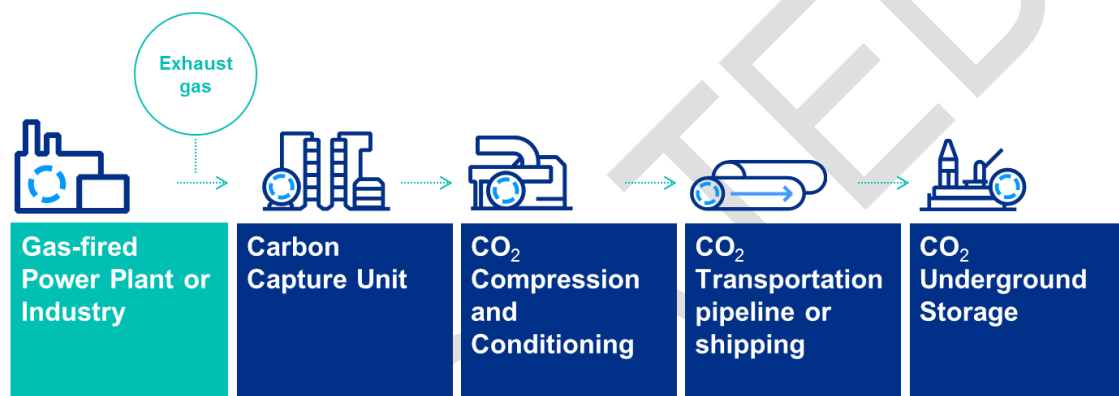 Exhaust
gas
Gas-fired
Power Plant or
Industry
Carbon
Capture Unit
CO₂
Compression
and
Conditioning
CO₂
Transportation
pipeline or
shipping
CO₂
Underground
Storage